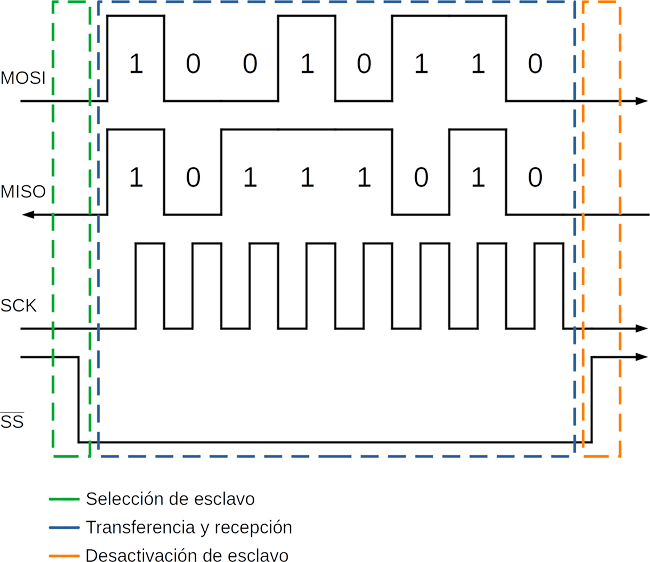 MOSI 1 0 0 1 0 1 1 0
MISO 1 0 1 1 1 0 1 0
SCK
S̅S̅
Selección de esclavo
Transferencia y recepción
Desactivación de esclavo